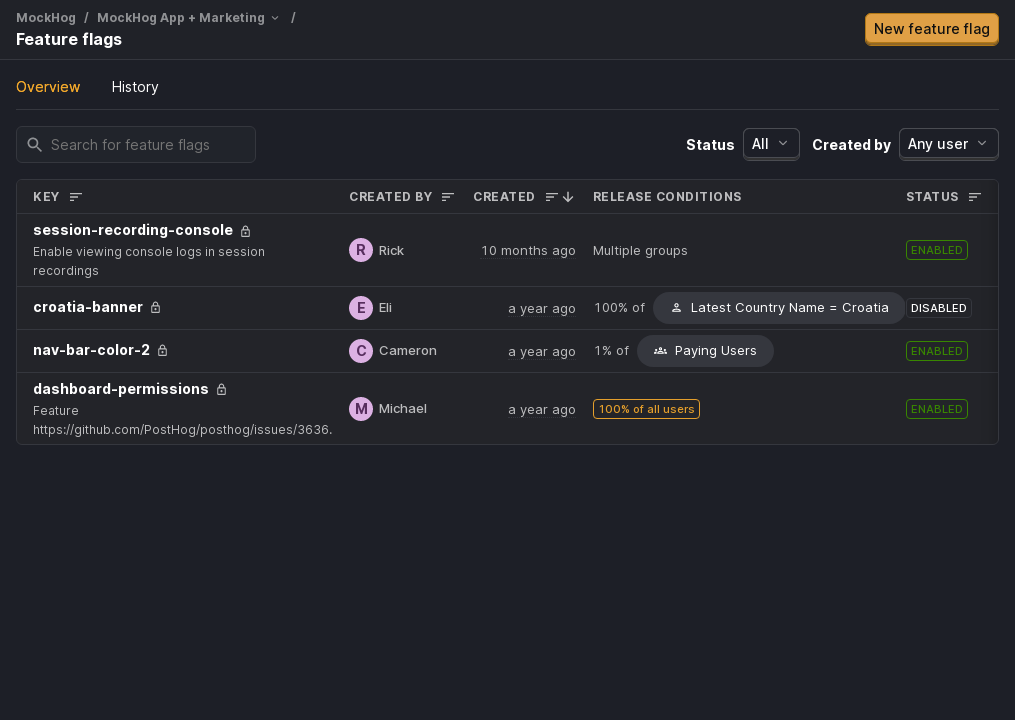 MockHog / MockHog App + Marketing /
Feature flags
New feature flag
Overview History
Search for feature flags
Status All Created by Any user
KEY CREATED BY CREATED RELEASE CONDITIONS STATUS
session-recording-console
Enable viewing console logs in session
recordings
R Rick 10 months ago Multiple groups ENABLED
croatia-banner E Eli a year ago 100% of Latest Country Name = Croatia DISABLED
nav-bar-color-2 C Cameron a year ago 1% of Paying Users ENABLED
dashboard-permissions
Feature
https://github.com/PostHog/posthog/issues/3636.
M Michael a year ago 100% of all users ENABLED